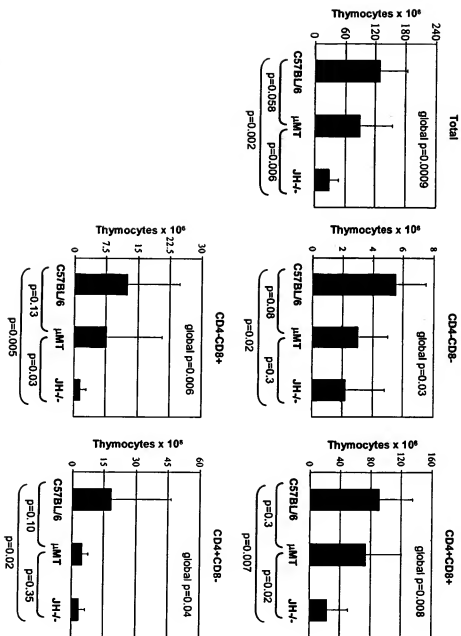 Total
Thymocytes x 10⁶
240
180
120
60
0
global p=0.0009
C57BL/6
µMT
JH-/-
p=0.058
p=0.006
p=0.002
CD4-CD8-
Thymocytes x 10⁶
8
6
4
2
0
global p=0.03
C57BL/6
µMT
JH-/-
p=0.08
p=0.3
p=0.02
CD4+CD8+
Thymocytes x 10⁶
160
120
80
40
0
global p=0.008
C57BL/6
µMT
JH-/-
p=0.3
p=0.02
p=0.007
CD4-CD8+
Thymocytes x 10⁶
30
22.5
15
7.5
0
global p=0.006
C57BL/6
µMT
JH-/-
p=0.13
p=0.03
p=0.005
CD4+CD8-
Thymocytes x 10⁶
60
45
30
15
0
global p=0.04
C57BL/6
µMT
JH-/-
p=0.10
p=0.35
p=0.02